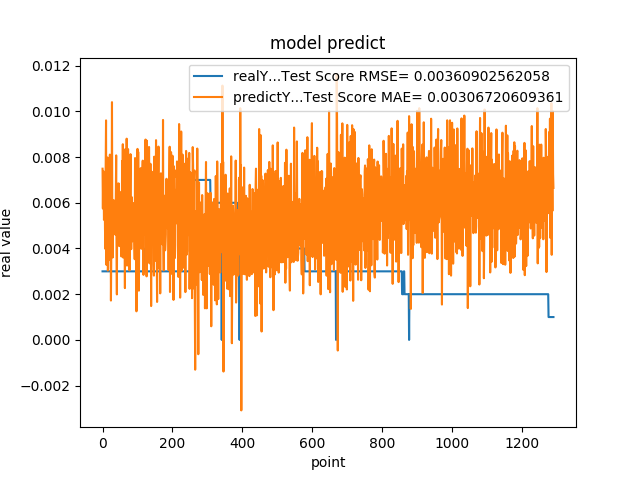 model predict
realY...Test Score RMSE= 0.00360902562058
predictY...Test Score MAE= 0.00306720609361
0.012
0.010
0.008
0.006
0.004
0.002
0.000
−0.002
real value
0 200 400 600 800 1000 1200
point